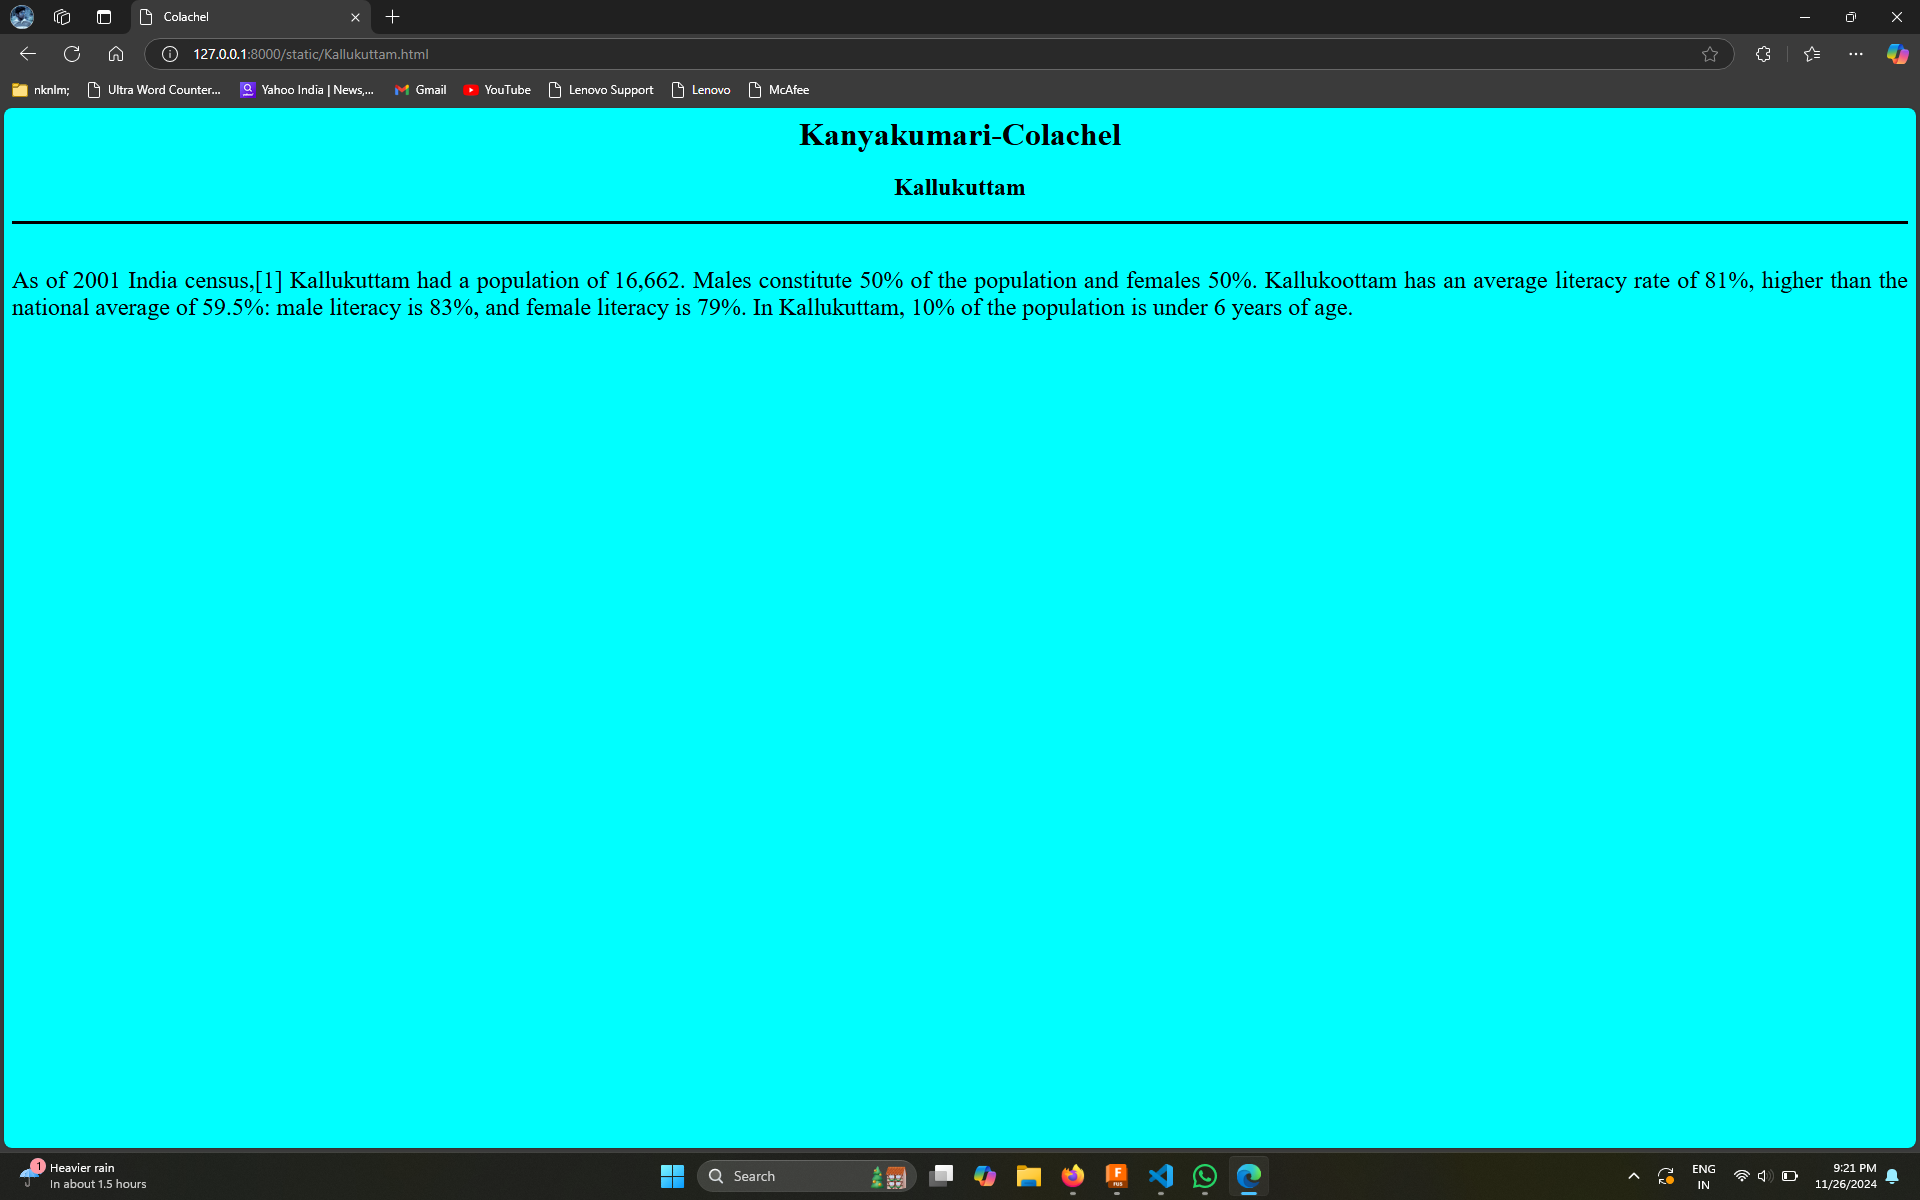 Colachel
127.0.0.1:8000/static/Kallukuttam.html
nknlm; Ultra Word Counter... Yahoo India | News,... Gmail YouTube Lenovo Support Lenovo McAfee
Kanyakumari-Colachel
Kallukuttam
As of 2001 India census,[1] Kallukuttam had a population of 16,662. Males constitute 50% of the population and females 50%. Kallukoottam has an average literacy rate of 81%, higher than the
national average of 59.5%: male literacy is 83%, and female literacy is 79%. In Kallukuttam, 10% of the population is under 6 years of age.
1 Heavier rain
In about 1.5 hours
Search
F
FUS
ENG
IN
9:21 PM
11/26/2024